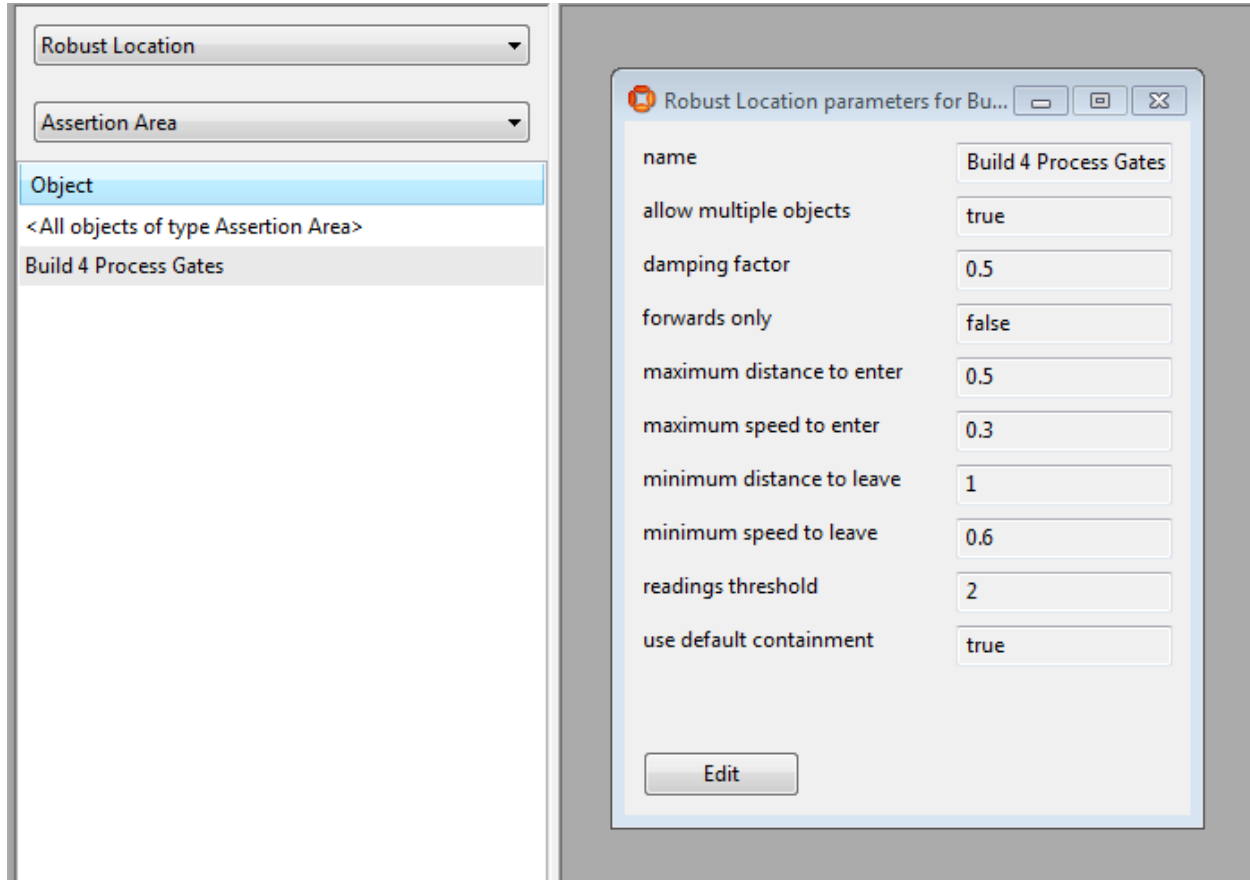 Robust Location
Assertion Area
Object
<All objects of type Assertion Area>
Build 4 Process Gates
Robust Location parameters for Bu...
name Build 4 Process Gates
allow multiple objects true
damping factor 0.5
forwards only false
maximum distance to enter 0.5
maximum speed to enter 0.3
minimum distance to leave 1
minimum speed to leave 0.6
readings threshold 2
use default containment true
Edit